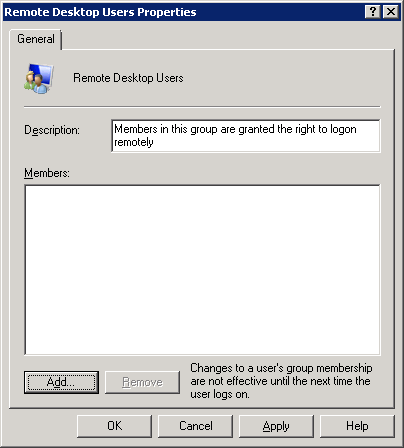 Remote Desktop Users Properties
General
Remote Desktop Users
Description:
Members in this group are granted the right to logon
remotely
Members:
Add...
Remove
Changes to a user's group membership
are not effective until the next time the
user logs on.
OK
Cancel
Apply
Help